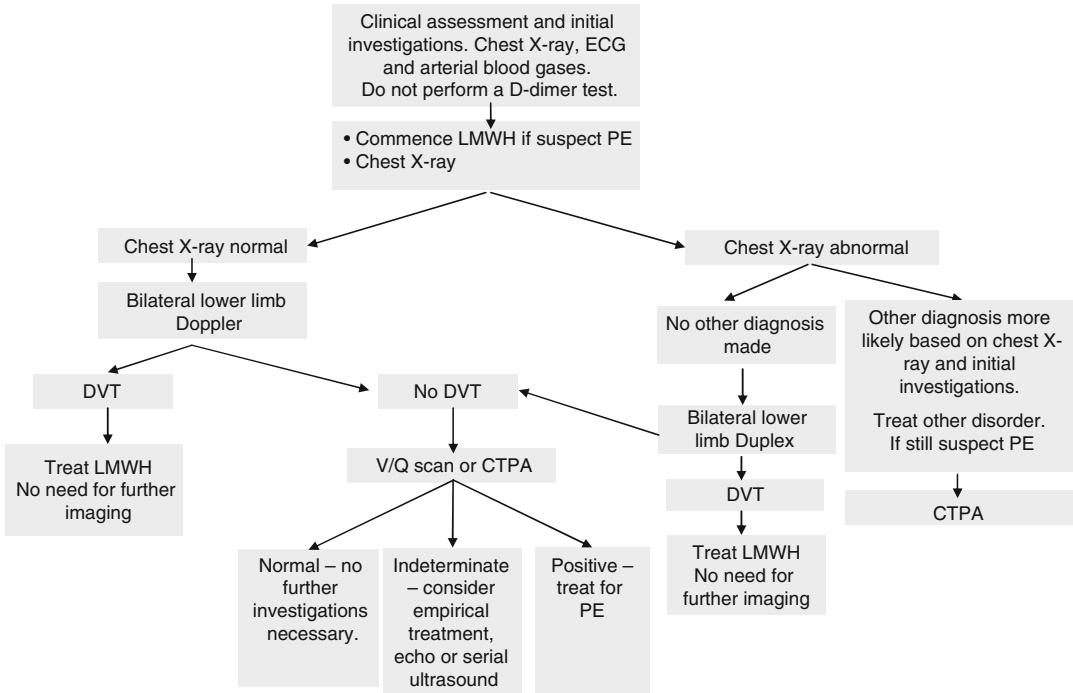 Clinical assessment and initial
investigations. Chest X-ray, ECG
and arterial blood gases.
Do not perform a D-dimer test.
• Commence LMWH if suspect PE
• Chest X-ray
Chest X-ray normal
Chest X-ray abnormal
Bilateral lower limb
Doppler
No other diagnosis
made
Other diagnosis more
likely based on chest X-
ray and initial
investigations.
Treat other disorder.
If still suspect PE
DVT
No DVT
Bilateral lower
limb Duplex
Treat LMWH
No need for further
imaging
V/Q scan or CTPA
DVT
CTPA
Normal – no
further
investigations
necessary.
Indeterminate
– consider
empirical
treatment,
echo or serial
ultrasound
Positive –
treat for
PE
Treat LMWH
No need for
further imaging